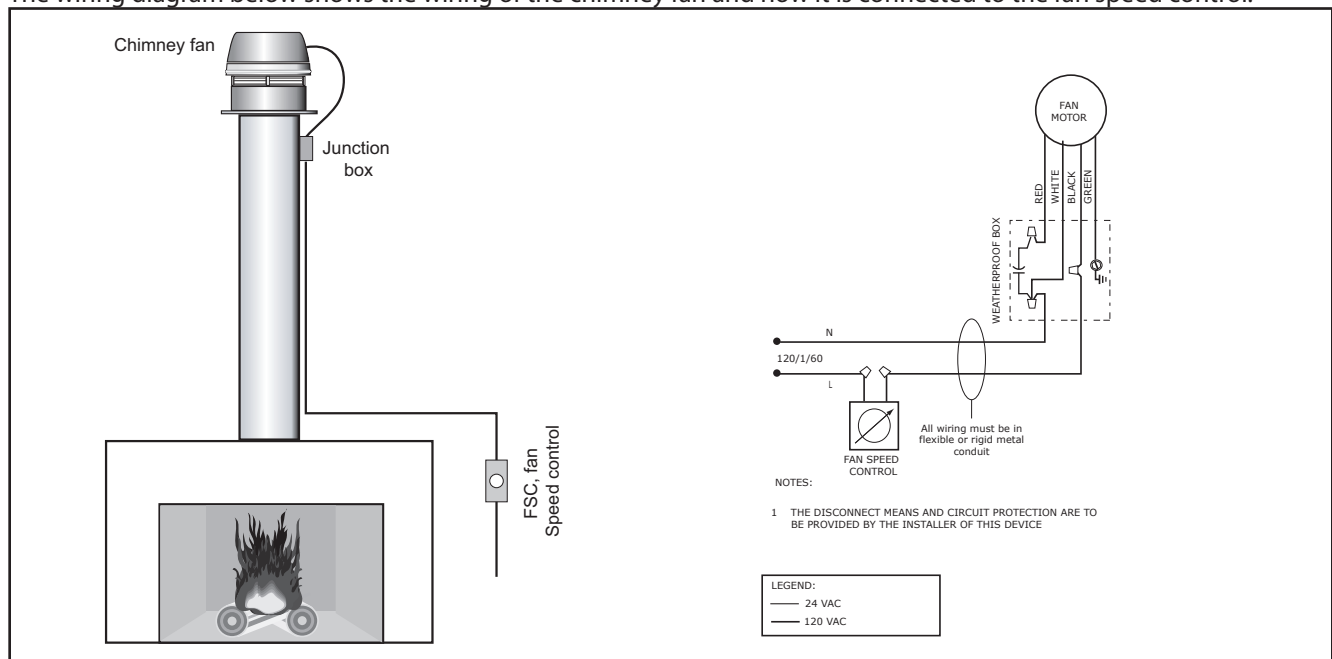 The wiring diagram below shows the wiring of the chimney fan and how it is connected to the fan speed control.
Chimney fan
Junction
box
FSC, fan
Speed control
FAN
MOTOR
RED
WHITE
BLACK
GREEN
WEATHERPROOF BOX
N
120/1/60
L
All wiring must be in
flexible or rigid metal
conduit
FAN SPEED
CONTROL
NOTES:
1 THE DISCONNECT MEANS AND CIRCUIT PROTECTION ARE TO
BE PROVIDED BY THE INSTALLER OF THIS DEVICE
LEGEND:
24 VAC
120 VAC